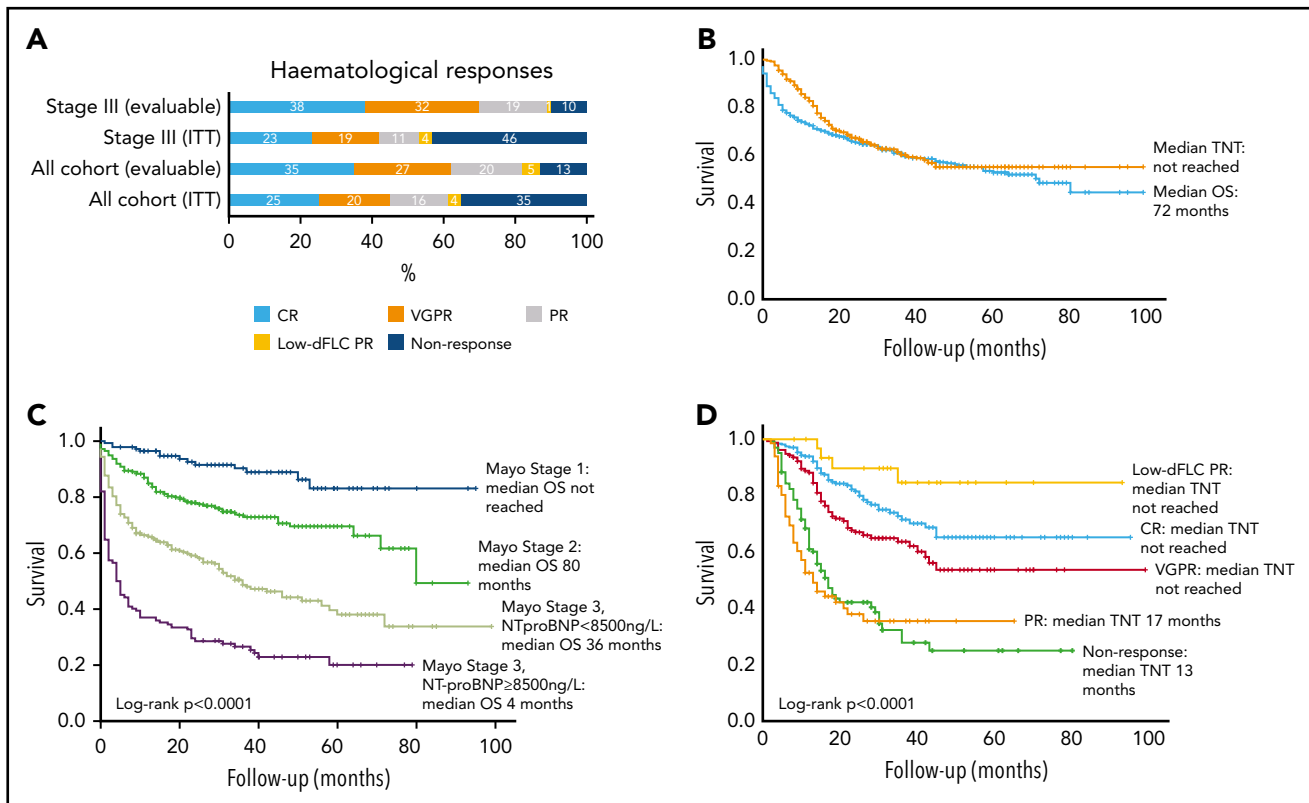 A
Haematological responses
Stage III (evaluable)
38 32 19 1 10
Stage III (ITT)
23 19 11 4 46
All cohort (evaluable)
35 27 20 5 13
All cohort (ITT)
25 20 16 4 35
0 20 40 60 80 100
%
CR VGPR PR
Low-dFLC PR Non-response
B
1.0
0.8
0.6
0.4
0.2
0.0
Survival
0 20 40 60 80 100
Follow-up (months)
Median TNT:
not reached
Median OS:
72 months
C
1.0
0.8
0.6
0.4
0.2
0.0
Survival
0 20 40 60 80 100
Follow-up (months)
Mayo Stage 1:
median OS not
reached
Mayo Stage 2:
median OS 80
months
Mayo Stage 3,
NTproBNP<8500ng/L:
median OS 36 months
Mayo Stage 3,
NT-proBNP≥8500ng/L:
median OS 4 months
Log-rank p<0.0001
D
1.0
0.8
0.6
0.4
0.2
0.0
Survival
0 20 40 60 80 100
Follow-up (months)
Low-dFLC PR:
median TNT
not reached
CR: median TNT
not reached
VGPR: median TNT
not reached
PR: median TNT 17 months
Non-response:
median TNT 13
months
Log-rank p<0.0001